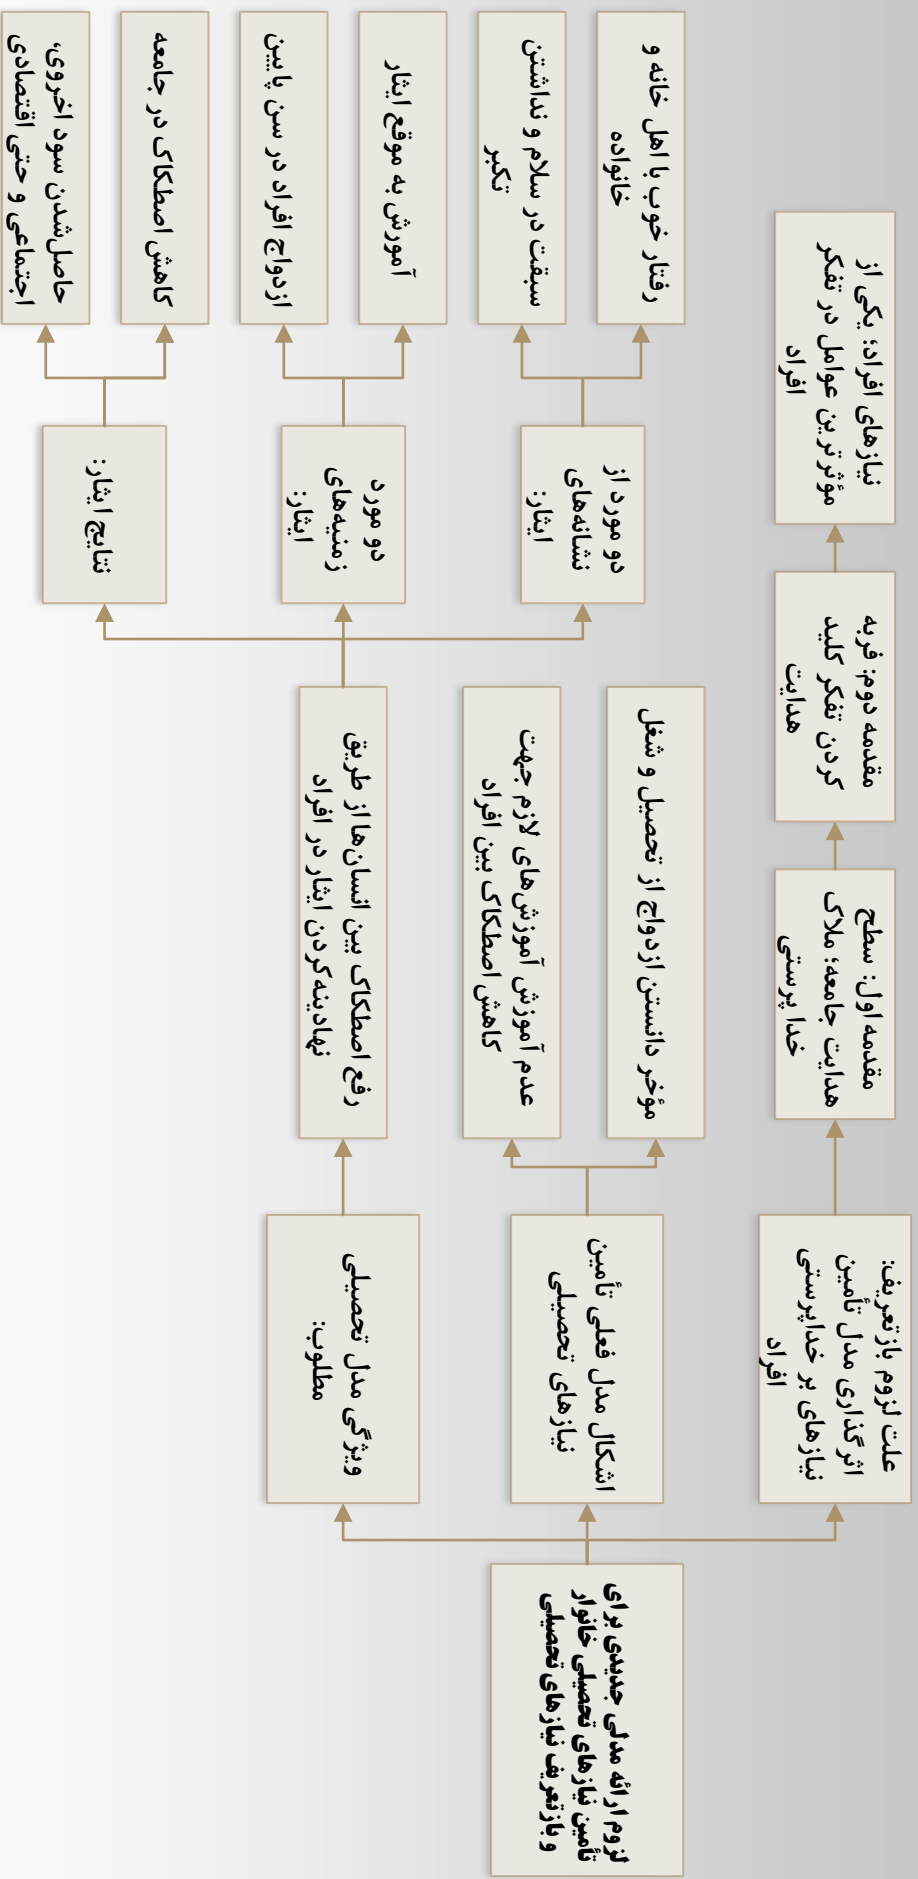 لزوم ارائه مدلی جدیدی برای
تأمین نیازهای تحصیلی خانوار
و بازتعریف نیازهای تحصیلی
علت لزوم بازتعریف:
اثرگذاری مدل تأمین
نیازهای بر خداپرستی
افراد
مقدمه اول: سطح
هدایت جامعه؛ ملاک
خدا پرستی
مقدمه دوم: فربه
کردن تفکر کلید
هدایت
نیازهای افراد؛ یکی از
مؤثرترین عوامل در تفکر
افراد
اشکال مدل فعلی تأمین
نیازهای تحصیلی
مؤخر دانستن ازدواج از تحصیل و شغل
عدم آموزش آموزش‌های لازم جهت
کاهش اصطکاک بین افراد
ویژگی مدل تحصیلی
مطلوب:
رفع اصطکاک بین انسان‌ها از طریق
نهادینه‌کردن ایثار در افراد
دو مورد از
نشانه‌های
ایثار:
رفتار خوب با اهل خانه و
خانواده
سبقت در سلام و نداشتن
تکبر
دو مورد
زمنیه‌های
ایثار:
آمورش به موقع ایثار
ازدواج افراد در سن پایین
نتایج ایثار:
کاهش اصطکاک در جامعه
حاصل‌شدن سود اخروی،
اجتماعی و حتی اقتصادی